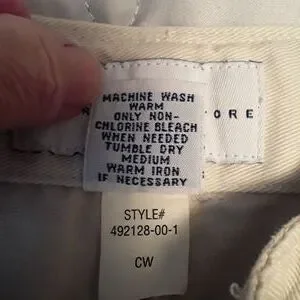 ORE
MACHINE WASH
WARM
ONLY NON-
CHLORINE BLEACH
WHEN NEEDED
TUMBLE DRY
MEDIUM
WARM IRON
IF NECESSARY
STYLE#
492128-00-1
CW